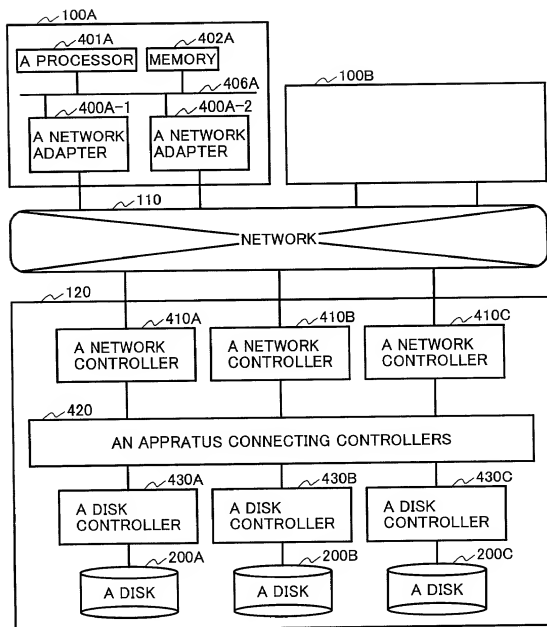 100A
401A
402A
A PROCESSOR
MEMORY
406A
400A-1
400A-2
A NETWORK
ADAPTER
A NETWORK
ADAPTER
100B
110
NETWORK
120
410A
410B
410C
A NETWORK
CONTROLLER
A NETWORK
CONTROLLER
A NETWORK
CONTROLLER
420
AN APPRATUS CONNECTING CONTROLLERS
430A
430B
430C
A DISK
CONTROLLER
A DISK
CONTROLLER
A DISK
CONTROLLER
200A
200B
200C
A DISK
A DISK
A DISK